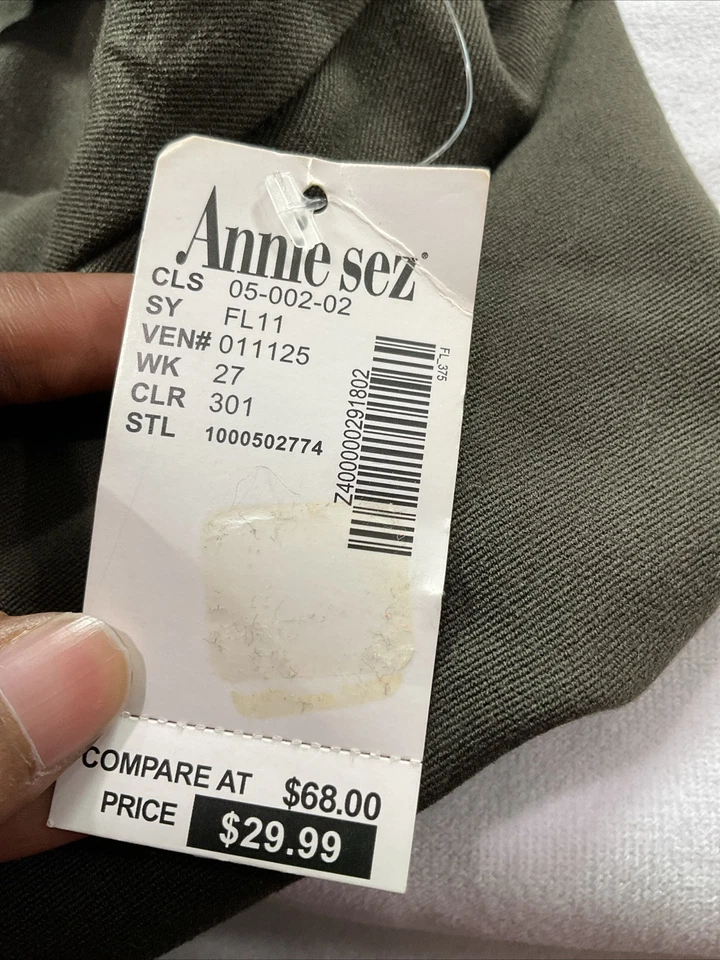 Annie sez
CLS 05-002-02
SY FL11
VEN# 011125
WK 27
CLR 301
STL 1000502774
FL_375
Z400000291802
COMPARE AT $68.00
PRICE $29.99